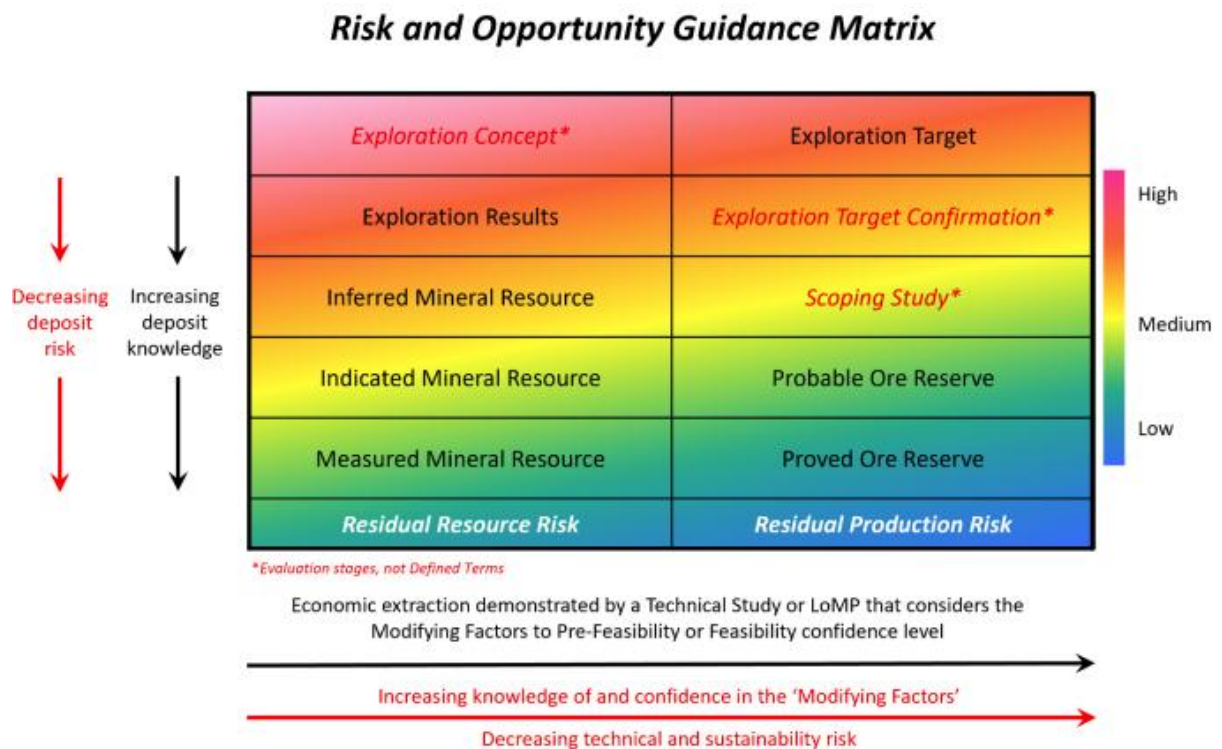 Risk and Opportunity Guidance Matrix
Exploration Concept*
Exploration Target
Exploration Results
Exploration Target Confirmation*
Inferred Mineral Resource
Scoping Study*
Indicated Mineral Resource
Probable Ore Reserve
Measured Mineral Resource
Proved Ore Reserve
Residual Resource Risk
Residual Production Risk
Decreasing
deposit
risk
Increasing
deposit
knowledge
High
Medium
Low
*Evaluation stages, not Defined Terms
Economic extraction demonstrated by a Technical Study or LoMP that considers the
Modifying Factors to Pre-Feasibility or Feasibility confidence level
Increasing knowledge of and confidence in the ‘Modifying Factors’
Decreasing technical and sustainability risk